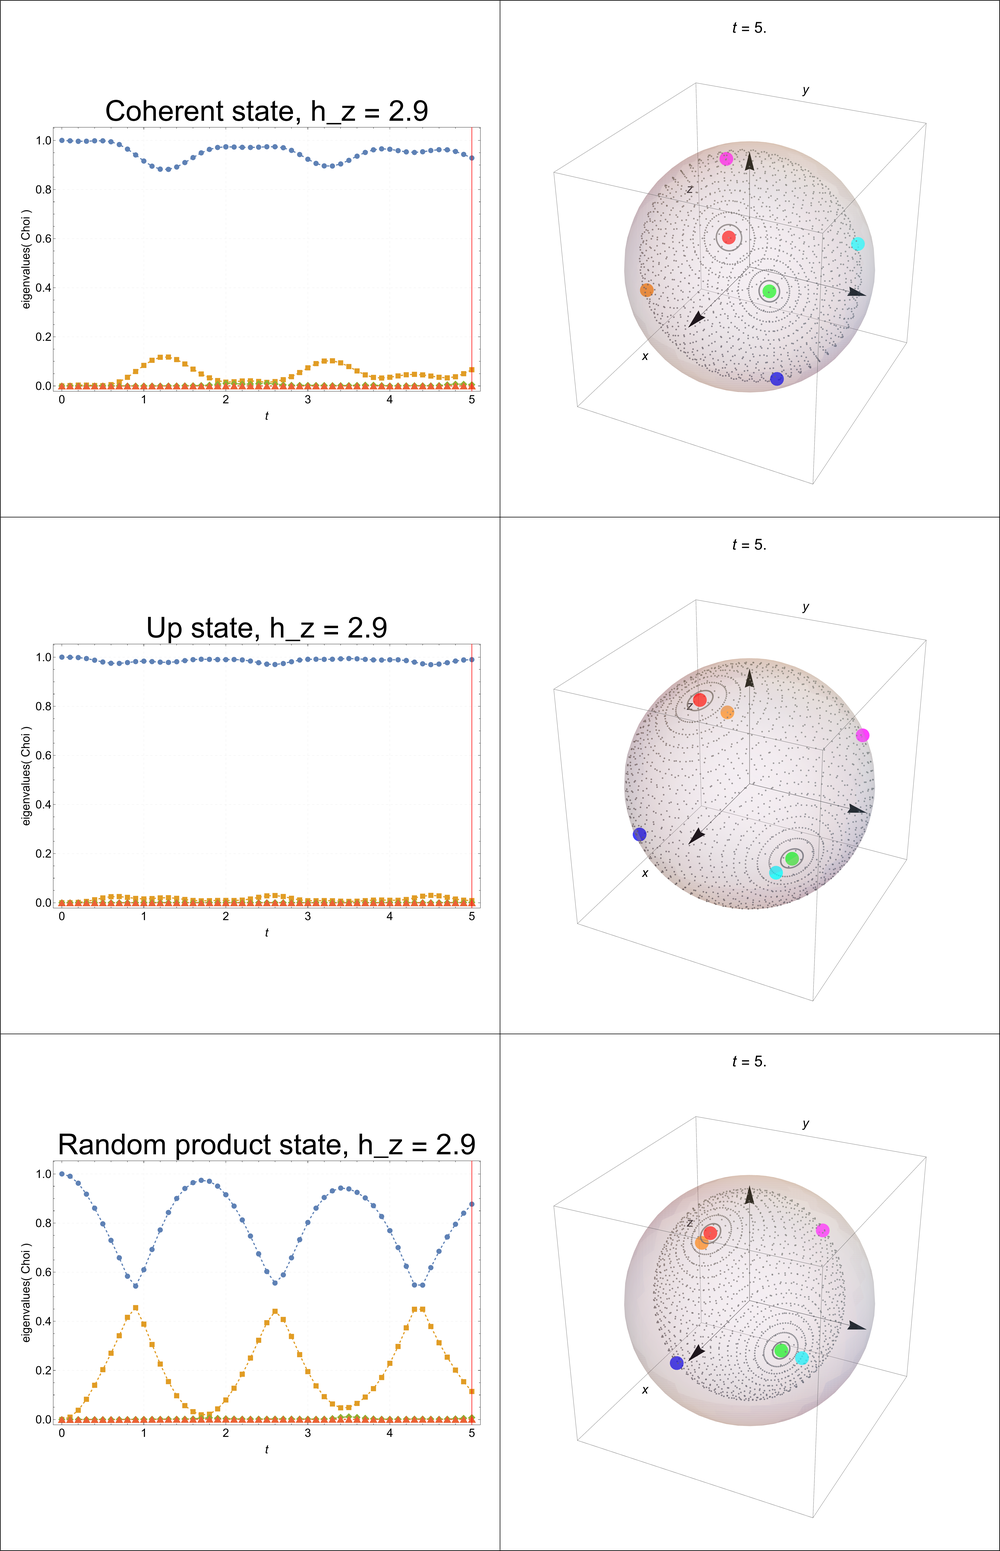 Coherent state, h_z = 2.9
eigenvalues( Choi )
1.0
0.8
0.6
0.4
0.2
0.0
0 1 2 3 4 5
t
t = 5.
y
z
x
Up state, h_z = 2.9
eigenvalues( Choi )
1.0
0.8
0.6
0.4
0.2
0.0
0 1 2 3 4 5
t
t = 5.
y
z
x
Random product state, h_z = 2.9
eigenvalues( Choi )
1.0
0.8
0.6
0.4
0.2
0.0
0 1 2 3 4 5
t
t = 5.
y
z
x